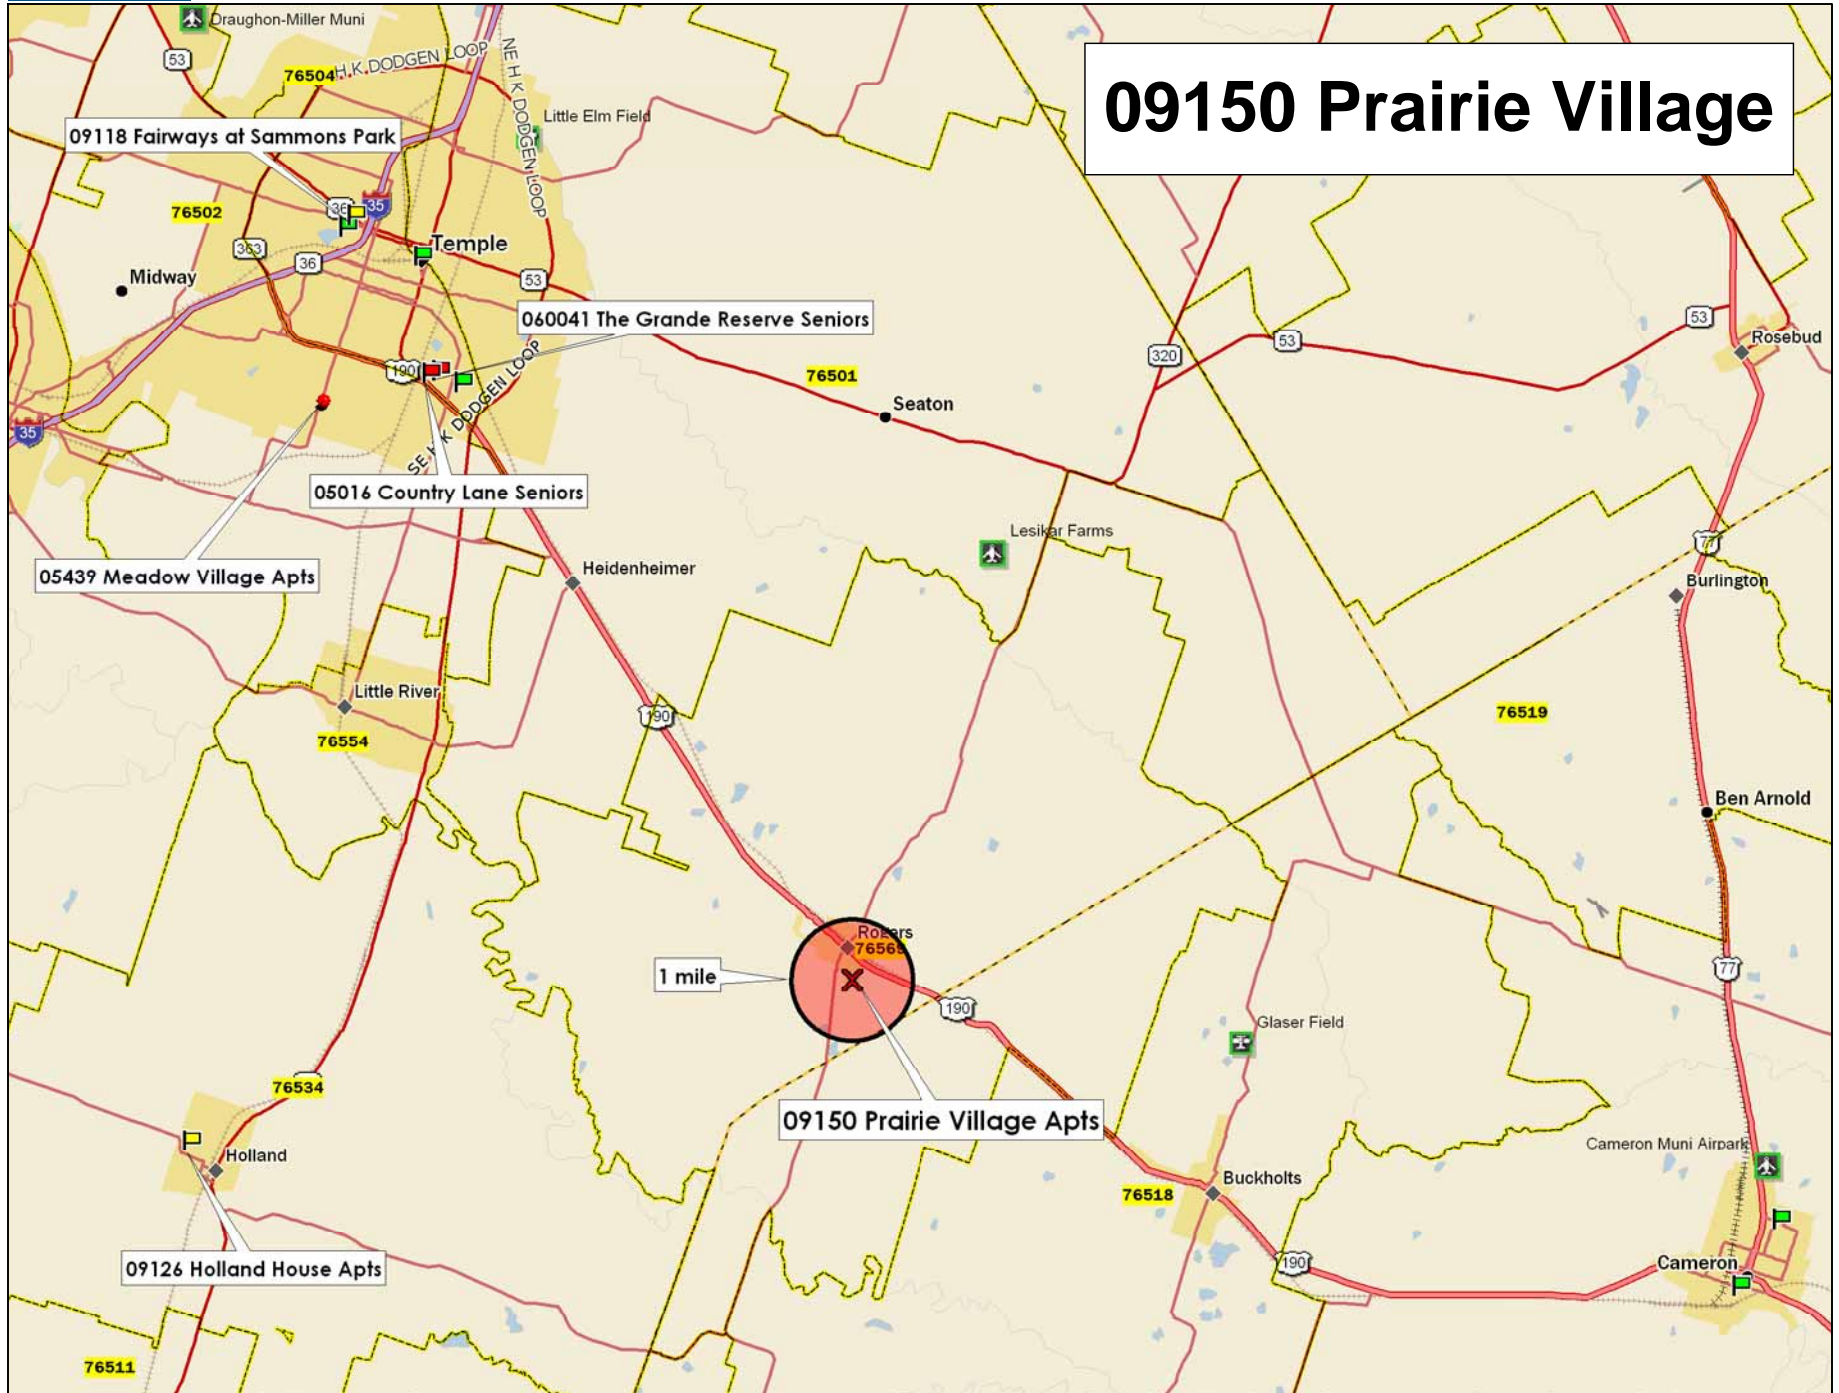 Draughon-Miller Muni
53
76504
H K DODGEN LOOP
NE H K DODGEN LOOP
09150 Prairie Village
Little Elm Field
09118 Fairways at Sammons Park
36
35
76502
363
36
Temple
Midway
53
060041 The Grande Reserve Seniors
53
53
Rosebud
320
190
76501
Seaton
35
SE H K DODGEN LOOP
05016 Country Lane Seniors
Lesikar Farms
77
05439 Meadow Village Apts
Heidenheimer
Burlington
Little River
190
76519
76554
Ben Arnold
Rogers
1 mile
77
190
Glaser Field
76534
09150 Prairie Village Apts
Cameron Muni Airpark
Holland
Buckholts
76518
09126 Holland House Apts
190
Cameron
76511